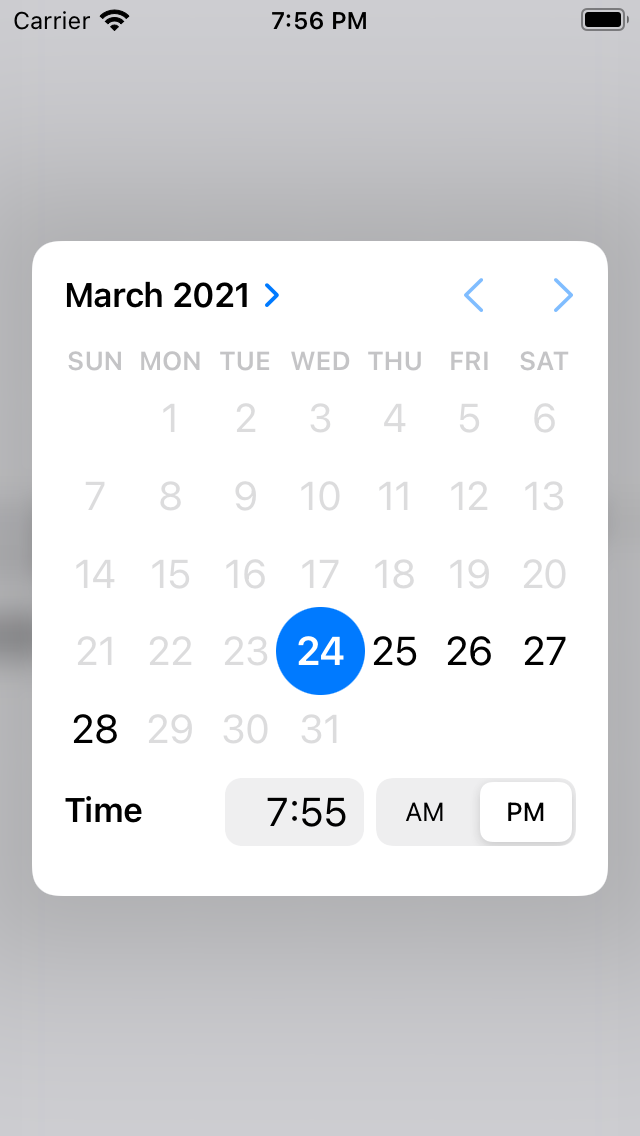 Carrier 7:56 PM
March 2021
SUN MON TUE WED THU FRI SAT
1 2 3 4 5 6
7 8 9 10 11 12 13
14 15 16 17 18 19 20
21 22 23 24 25 26 27
28 29 30 31
Time 7:55 AM PM